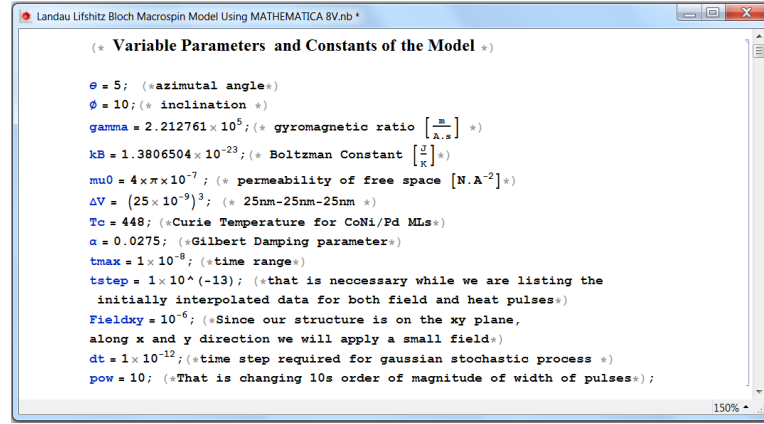 Landau Lifshitz Bloch Macrospin Model Using MATHEMATICA 8V.nb *
(* Variable Parameters and Constants of the Model *)
θ = 5; (*azimutal angle*)
ϕ = 10; (* inclination *)
gamma = 2.212761 × 10^5; (* gyromagnetic ratio [m/A.s] *)
kB = 1.3806504 × 10^-23; (* Boltzman Constant [J/K]*)
mu0 = 4 × π × 10^-7 ; (* permeability of free space [N.A^-2]*)
ΔV = (25 × 10^-9)^3; (* 25nm-25nm-25nm *)
Tc = 448; (*Curie Temperature for CoNi/Pd MLs*)
α = 0.0275; (*Gilbert Damping parameter*)
tmax = 1 × 10^-8; (*time range*)
tstep = 1 × 10^(-13); (*that is neccessary while we are listing the
initially interpolated data for both field and heat pulses*)
Fieldxy = 10^-6; (*Since our structure is on the xy plane,
along x and y direction we will apply a small field*)
dt = 1 × 10^-12; (*time step required for gaussian stochastic process *)
pow = 10; (*That is changing 10s order of magnitude of width of pulses*);
150%